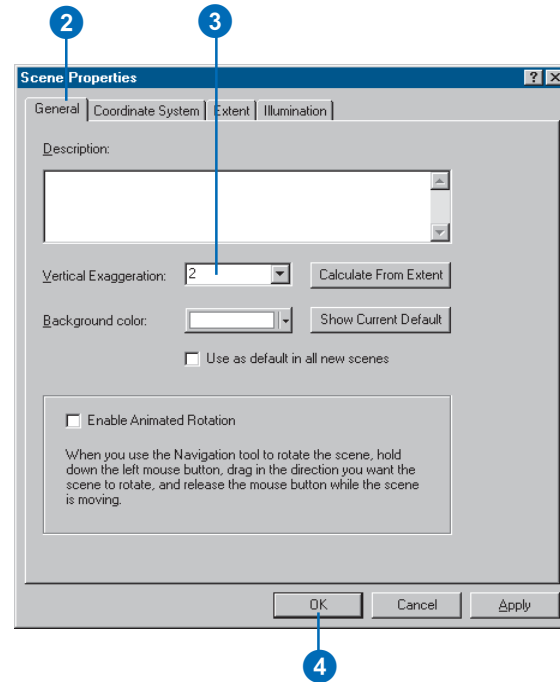 2
3
Scene Properties
General Coordinate System Extent Illumination
Description:
Vertical Exaggeration: 2 Calculate From Extent
Background color: Show Current Default
Use as default in all new scenes
Enable Animated Rotation
When you use the Navigation tool to rotate the scene, hold
down the left mouse button, drag in the direction you want the
scene to rotate, and release the mouse button while the scene
is moving.
OK Cancel Apply
4